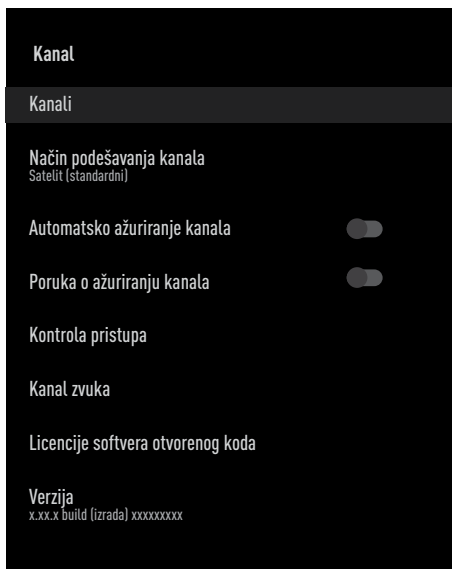 Kanal
Kanali
Način podešavanja kanala
Satelit (standardni)
Automatsko ažuriranje kanala
Poruka o ažuriranju kanala
Kontrola pristupa
Kanal zvuka
Licencije softvera otvorenog koda
Verzija
x.xx.x build (izrada) xxxxxxxxx